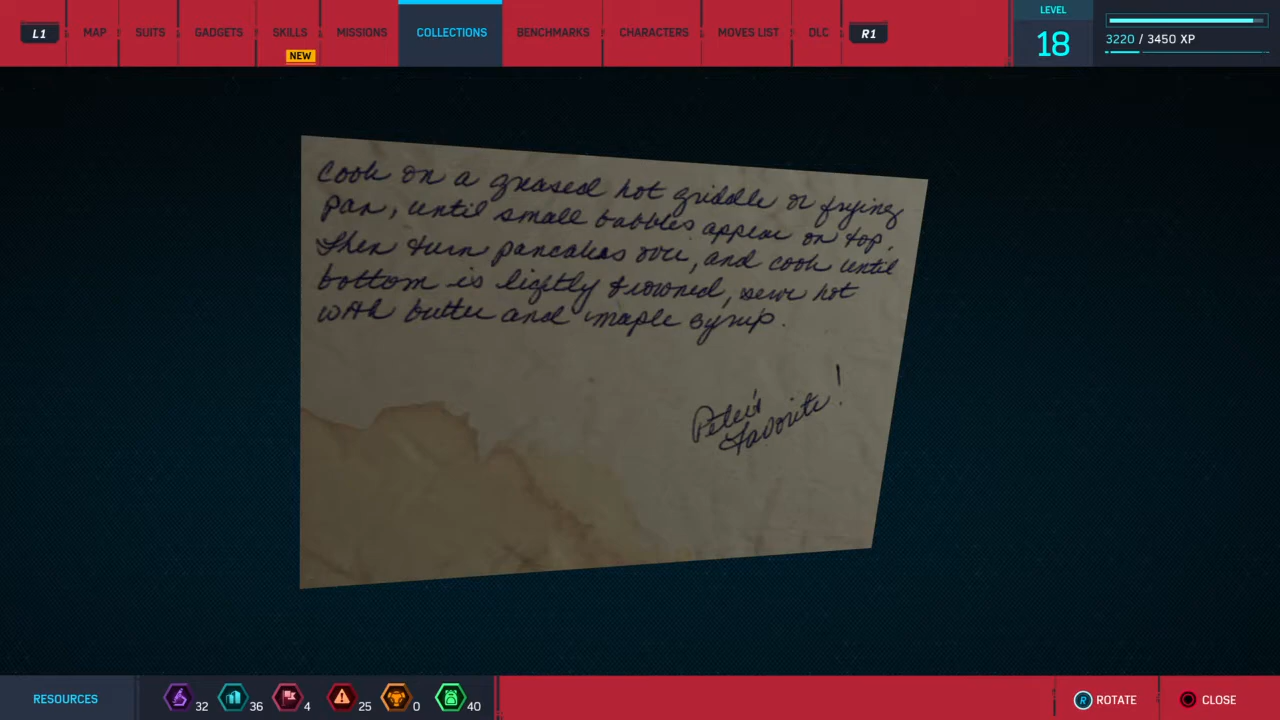 L1 MAP SUITS GADGETS SKILLS MISSIONS COLLECTIONS BENCHMARKS CHARACTERS MOVES LIST DLC R1
NEW
LEVEL
18
3220 / 3450 XP
Cook on a greased hot griddle or frying
pan, until small bubbles appear on top.
Then turn pancakes over, and cook until
bottom is lightly browned, serve hot
with butter and maple syrup.
Peter's
favorite!
RESOURCES 32 36 4 25 0 40
R ROTATE CLOSE